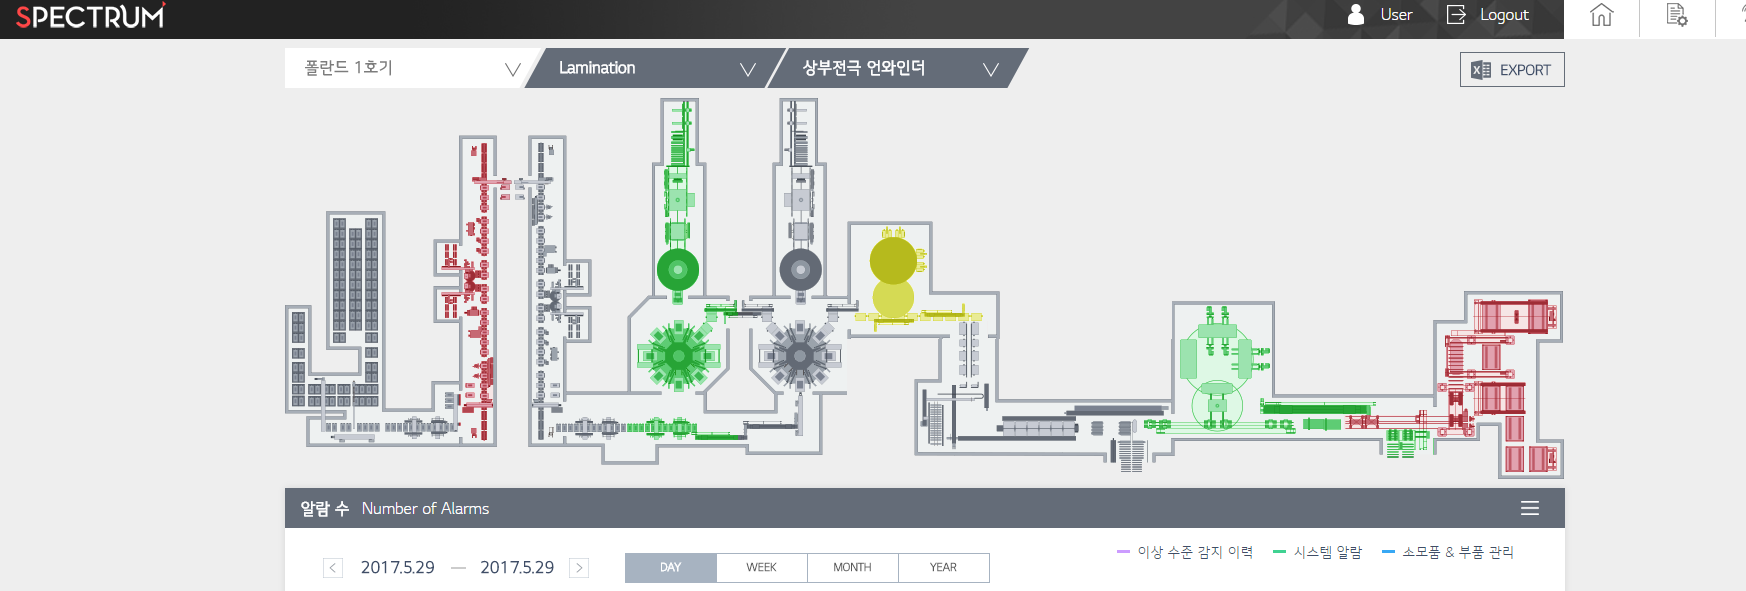 SPECTRUM
User
Logout
폴란드 1호기
Lamination
상부전극 언와인더
EXPORT
알람 수 Number of Alarms
이상 수준 감지 이력
시스템 알람
소모품 & 부품 관리
2017.5.29 — 2017.5.29
DAY
WEEK
MONTH
YEAR